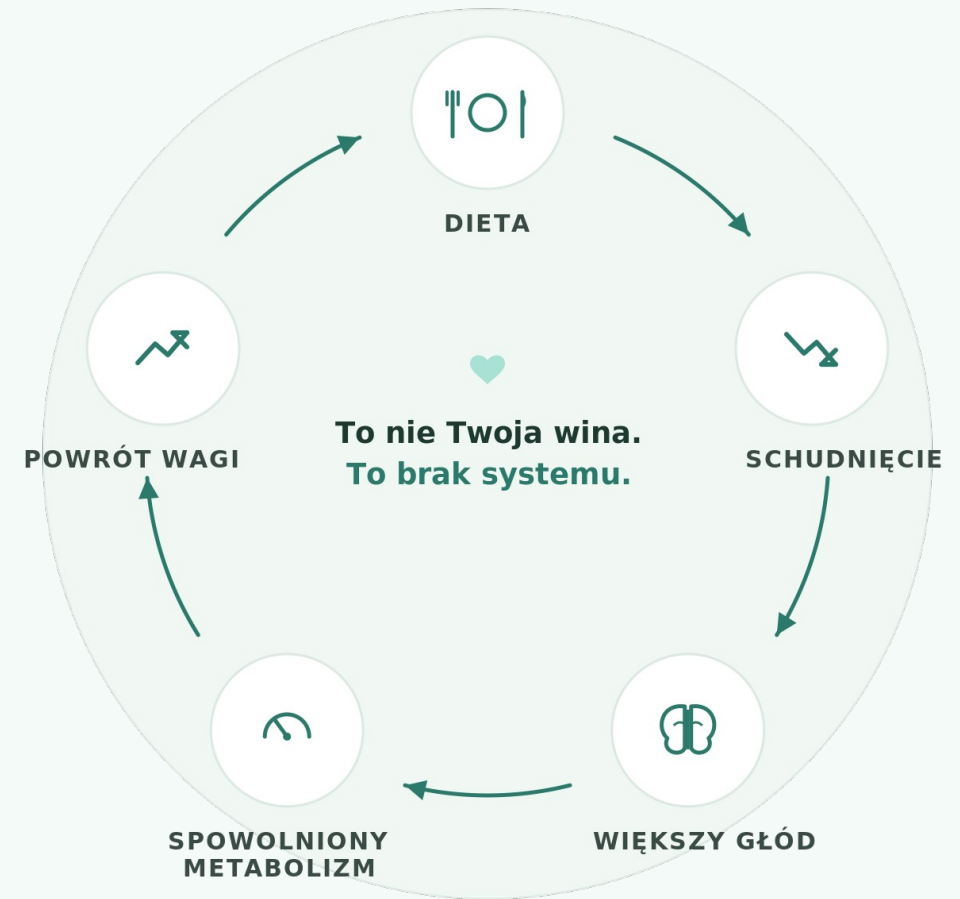 DIETA
POWRÓT WAGI
SCHUDNIĘCIE
To nie Twoja wina.
To brak systemu.
SPOWOLNIONY
METABOLIZM
WIĘKSZY GŁÓD